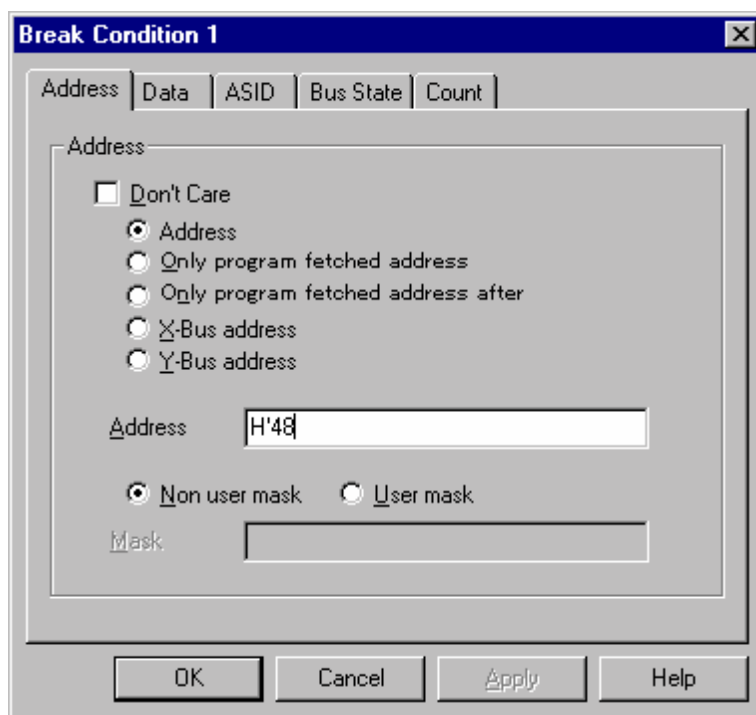 Break Condition 1
Address Data ASID Bus State Count
Address
Don't Care
Address
Only program fetched address
Only program fetched address after
X-Bus address
Y-Bus address
Address H'48
Non user mask User mask
Mask
OK Cancel Apply Help